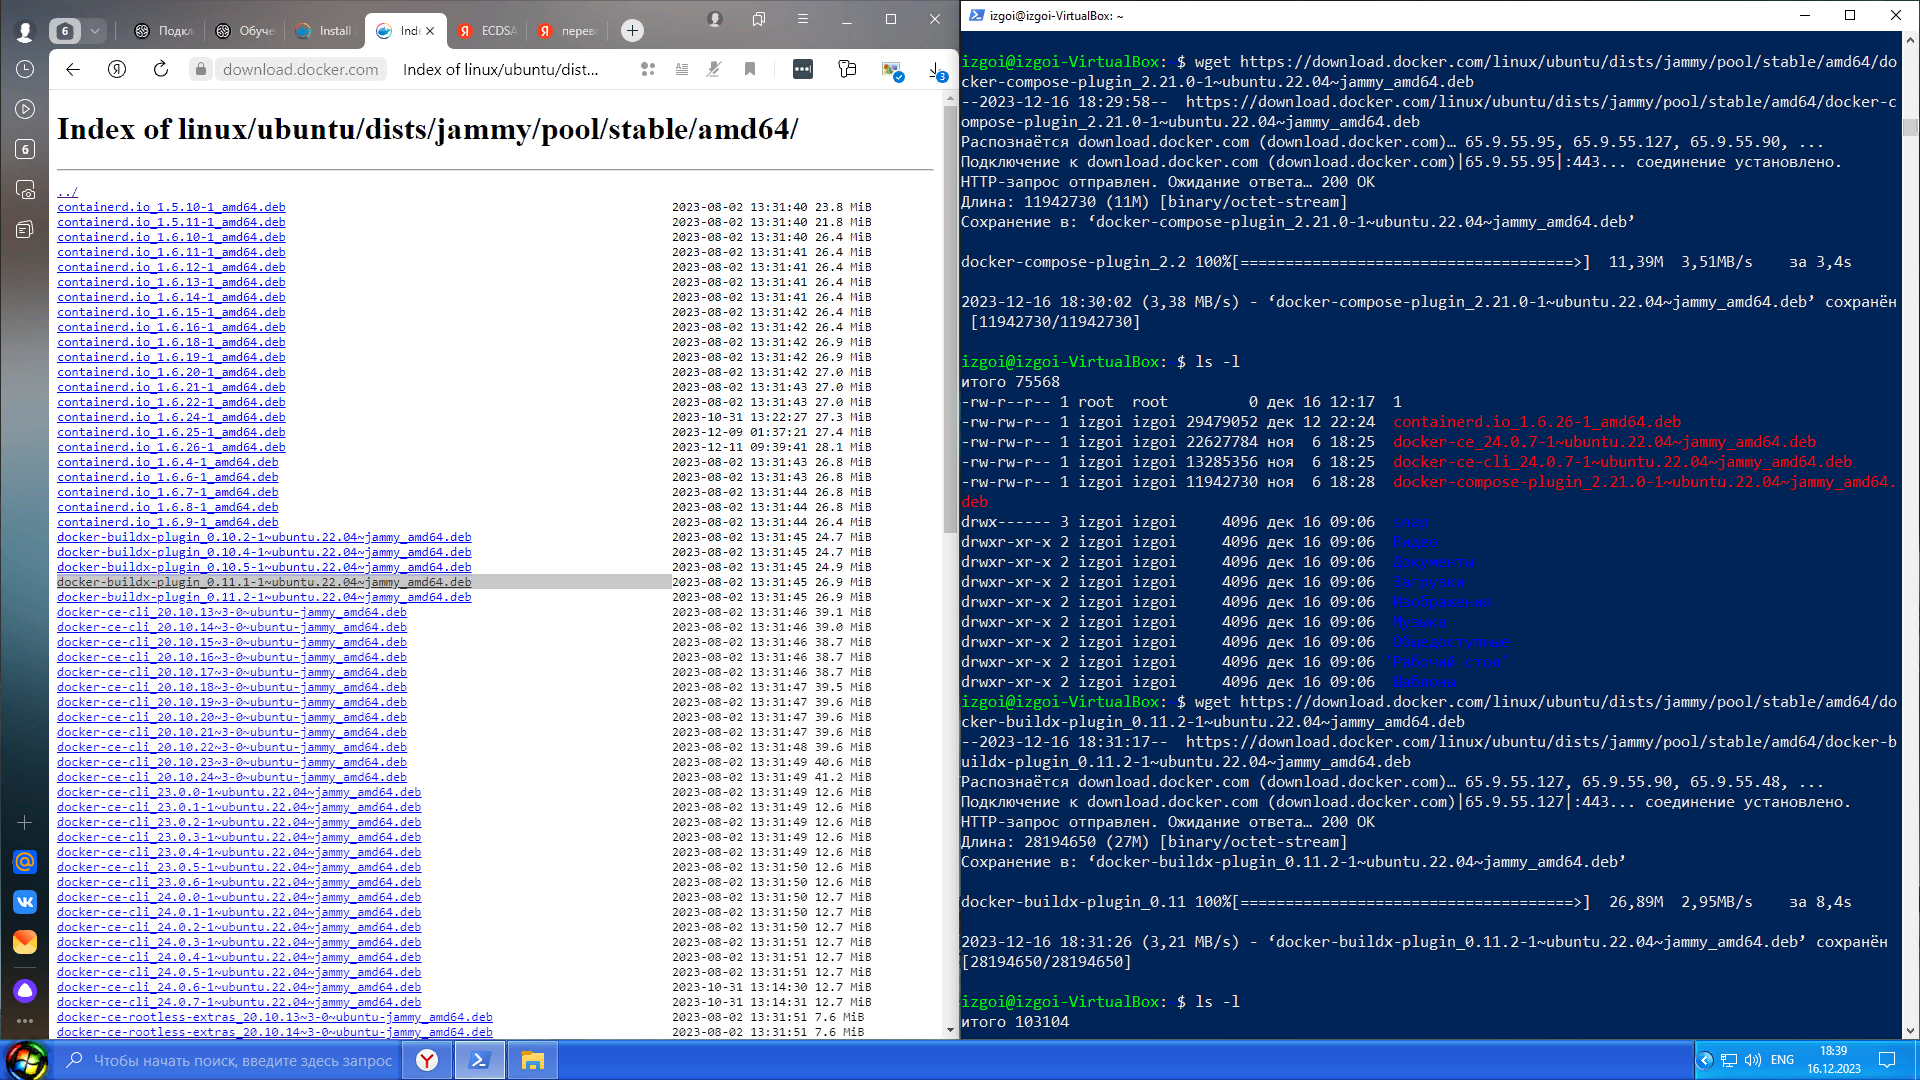 6
Подкл
Обуче
Install
Inde
ECDSA
перев
Я
download.docker.com
Index of linux/ubuntu/dist...
3
6
Index of linux/ubuntu/dists/jammy/pool/stable/amd64/
../
containerd.io_1.5.10-1_amd64.deb 2023-08-02 13:31:40 23.8 MiB
containerd.io_1.5.11-1_amd64.deb 2023-08-02 13:31:40 21.8 MiB
containerd.io_1.6.10-1_amd64.deb 2023-08-02 13:31:40 26.4 MiB
containerd.io_1.6.11-1_amd64.deb 2023-08-02 13:31:41 26.4 MiB
containerd.io_1.6.12-1_amd64.deb 2023-08-02 13:31:41 26.4 MiB
containerd.io_1.6.13-1_amd64.deb 2023-08-02 13:31:41 26.4 MiB
containerd.io_1.6.14-1_amd64.deb 2023-08-02 13:31:41 26.4 MiB
containerd.io_1.6.15-1_amd64.deb 2023-08-02 13:31:42 26.4 MiB
containerd.io_1.6.16-1_amd64.deb 2023-08-02 13:31:42 26.4 MiB
containerd.io_1.6.18-1_amd64.deb 2023-08-02 13:31:42 26.9 MiB
containerd.io_1.6.19-1_amd64.deb 2023-08-02 13:31:42 26.9 MiB
containerd.io_1.6.20-1_amd64.deb 2023-08-02 13:31:42 27.0 MiB
containerd.io_1.6.21-1_amd64.deb 2023-08-02 13:31:43 27.0 MiB
containerd.io_1.6.22-1_amd64.deb 2023-08-02 13:31:43 27.0 MiB
containerd.io_1.6.24-1_amd64.deb 2023-10-31 13:22:27 27.3 MiB
containerd.io_1.6.25-1_amd64.deb 2023-12-09 01:37:21 27.4 MiB
containerd.io_1.6.26-1_amd64.deb 2023-12-11 09:39:41 28.1 MiB
containerd.io_1.6.4-1_amd64.deb 2023-08-02 13:31:43 26.8 MiB
containerd.io_1.6.6-1_amd64.deb 2023-08-02 13:31:43 26.8 MiB
containerd.io_1.6.7-1_amd64.deb 2023-08-02 13:31:44 26.8 MiB
containerd.io_1.6.8-1_amd64.deb 2023-08-02 13:31:44 26.8 MiB
containerd.io_1.6.9-1_amd64.deb 2023-08-02 13:31:44 26.4 MiB
docker-buildx-plugin_0.10.2-1~ubuntu.22.04~jammy_amd64.deb 2023-08-02 13:31:45 24.7 MiB
docker-buildx-plugin_0.10.4-1~ubuntu.22.04~jammy_amd64.deb 2023-08-02 13:31:45 24.7 MiB
docker-buildx-plugin_0.10.5-1~ubuntu.22.04~jammy_amd64.deb 2023-08-02 13:31:45 24.9 MiB
docker-buildx-plugin_0.11.1-1~ubuntu.22.04~jammy_amd64.deb 2023-08-02 13:31:45 26.9 MiB
docker-buildx-plugin_0.11.2-1~ubuntu.22.04~jammy_amd64.deb 2023-08-02 13:31:45 26.9 MiB
docker-ce-cli_20.10.13~3-0~ubuntu-jammy_amd64.deb 2023-08-02 13:31:46 39.1 MiB
docker-ce-cli_20.10.14~3-0~ubuntu-jammy_amd64.deb 2023-08-02 13:31:46 39.0 MiB
docker-ce-cli_20.10.15~3-0~ubuntu-jammy_amd64.deb 2023-08-02 13:31:46 38.7 MiB
docker-ce-cli_20.10.16~3-0~ubuntu-jammy_amd64.deb 2023-08-02 13:31:46 38.7 MiB
docker-ce-cli_20.10.17~3-0~ubuntu-jammy_amd64.deb 2023-08-02 13:31:46 38.7 MiB
docker-ce-cli_20.10.18~3-0~ubuntu-jammy_amd64.deb 2023-08-02 13:31:47 39.5 MiB
docker-ce-cli_20.10.19~3-0~ubuntu-jammy_amd64.deb 2023-08-02 13:31:47 39.6 MiB
docker-ce-cli_20.10.20~3-0~ubuntu-jammy_amd64.deb 2023-08-02 13:31:47 39.6 MiB
docker-ce-cli_20.10.21~3-0~ubuntu-jammy_amd64.deb 2023-08-02 13:31:47 39.6 MiB
docker-ce-cli_20.10.22~3-0~ubuntu-jammy_amd64.deb 2023-08-02 13:31:48 39.6 MiB
docker-ce-cli_20.10.23~3-0~ubuntu-jammy_amd64.deb 2023-08-02 13:31:49 40.6 MiB
docker-ce-cli_20.10.24~3-0~ubuntu-jammy_amd64.deb 2023-08-02 13:31:49 41.2 MiB
docker-ce-cli_23.0.0-1~ubuntu.22.04~jammy_amd64.deb 2023-08-02 13:31:49 12.6 MiB
docker-ce-cli_23.0.1-1~ubuntu.22.04~jammy_amd64.deb 2023-08-02 13:31:49 12.6 MiB
docker-ce-cli_23.0.2-1~ubuntu.22.04~jammy_amd64.deb 2023-08-02 13:31:49 12.6 MiB
docker-ce-cli_23.0.3-1~ubuntu.22.04~jammy_amd64.deb 2023-08-02 13:31:49 12.6 MiB
docker-ce-cli_23.0.4-1~ubuntu.22.04~jammy_amd64.deb 2023-08-02 13:31:49 12.6 MiB
docker-ce-cli_23.0.5-1~ubuntu.22.04~jammy_amd64.deb 2023-08-02 13:31:50 12.6 MiB
docker-ce-cli_23.0.6-1~ubuntu.22.04~jammy_amd64.deb 2023-08-02 13:31:50 12.6 MiB
docker-ce-cli_24.0.0-1~ubuntu.22.04~jammy_amd64.deb 2023-08-02 13:31:50 12.7 MiB
docker-ce-cli_24.0.1-1~ubuntu.22.04~jammy_amd64.deb 2023-08-02 13:31:50 12.7 MiB
docker-ce-cli_24.0.2-1~ubuntu.22.04~jammy_amd64.deb 2023-08-02 13:31:50 12.7 MiB
docker-ce-cli_24.0.3-1~ubuntu.22.04~jammy_amd64.deb 2023-08-02 13:31:51 12.7 MiB
docker-ce-cli_24.0.4-1~ubuntu.22.04~jammy_amd64.deb 2023-08-02 13:31:51 12.7 MiB
docker-ce-cli_24.0.5-1~ubuntu.22.04~jammy_amd64.deb 2023-08-02 13:31:51 12.7 MiB
docker-ce-cli_24.0.6-1~ubuntu.22.04~jammy_amd64.deb 2023-10-31 13:14:30 12.7 MiB
docker-ce-cli_24.0.7-1~ubuntu.22.04~jammy_amd64.deb 2023-10-31 13:14:31 12.7 MiB
docker-ce-rootless-extras_20.10.13~3-0~ubuntu-jammy_amd64.deb 2023-08-02 13:31:51 7.6 MiB
docker-ce-rootless-extras_20.10.14~3-0~ubuntu-jammy_amd64.deb 2023-08-02 13:31:51 7.6 MiB
izgoi@izgoi-VirtualBox: ~
izgoi@izgoi-VirtualBox: $ wget https://download.docker.com/linux/ubuntu/dists/jammy/pool/stable/amd64/do
cker-compose-plugin_2.21.0-1~ubuntu.22.04~jammy_amd64.deb
--2023-12-16 18:29:58-- https://download.docker.com/linux/ubuntu/dists/jammy/pool/stable/amd64/docker-c
ompose-plugin_2.21.0-1~ubuntu.22.04~jammy_amd64.deb
Распознаётся download.docker.com (download.docker.com)… 65.9.55.95, 65.9.55.127, 65.9.55.90, ...
Подключение к download.docker.com (download.docker.com)|65.9.55.95|:443... соединение установлено.
HTTP-запрос отправлен. Ожидание ответа… 200 OK
Длина: 11942730 (11M) [binary/octet-stream]
Сохранение в: ‘docker-compose-plugin_2.21.0-1~ubuntu.22.04~jammy_amd64.deb’
docker-compose-plugin_2.2 100%[=====================================>] 11,39M 3,51MB/s за 3,4s
2023-12-16 18:30:02 (3,38 MB/s) - ‘docker-compose-plugin_2.21.0-1~ubuntu.22.04~jammy_amd64.deb’ сохранён
[11942730/11942730]
izgoi@izgoi-VirtualBox: $ ls -l
итого 75568
-rw-r--r-- 1 root root 0 дек 16 12:17 1
-rw-rw-r-- 1 izgoi izgoi 29479052 дек 12 22:24 containerd.io_1.6.26-1_amd64.deb
-rw-rw-r-- 1 izgoi izgoi 22627784 ноя 6 18:25 docker-ce_24.0.7-1~ubuntu.22.04~jammy_amd64.deb
-rw-rw-r-- 1 izgoi izgoi 13285356 ноя 6 18:25 docker-ce-cli_24.0.7-1~ubuntu.22.04~jammy_amd64.deb
-rw-rw-r-- 1 izgoi izgoi 11942730 ноя 6 18:28 docker-compose-plugin_2.21.0-1~ubuntu.22.04~jammy_amd64.
deb
drwx------ 3 izgoi izgoi 4096 дек 16 09:06 snap
drwxr-xr-x 2 izgoi izgoi 4096 дек 16 09:06 Видео
drwxr-xr-x 2 izgoi izgoi 4096 дек 16 09:06 Документы
drwxr-xr-x 2 izgoi izgoi 4096 дек 16 09:06 Загрузки
drwxr-xr-x 2 izgoi izgoi 4096 дек 16 09:06 Изображения
drwxr-xr-x 2 izgoi izgoi 4096 дек 16 09:06 Музыка
drwxr-xr-x 2 izgoi izgoi 4096 дек 16 09:06 Общедоступные
drwxr-xr-x 2 izgoi izgoi 4096 дек 16 09:06 'Рабочий стол'
drwxr-xr-x 2 izgoi izgoi 4096 дек 16 09:06 Шаблоны
izgoi@izgoi-VirtualBox: $ wget https://download.docker.com/linux/ubuntu/dists/jammy/pool/stable/amd64/do
cker-buildx-plugin_0.11.2-1~ubuntu.22.04~jammy_amd64.deb
--2023-12-16 18:31:17-- https://download.docker.com/linux/ubuntu/dists/jammy/pool/stable/amd64/docker-b
uildx-plugin_0.11.2-1~ubuntu.22.04~jammy_amd64.deb
Распознаётся download.docker.com (download.docker.com)… 65.9.55.127, 65.9.55.90, 65.9.55.48, ...
Подключение к download.docker.com (download.docker.com)|65.9.55.127|:443... соединение установлено.
HTTP-запрос отправлен. Ожидание ответа… 200 OK
Длина: 28194650 (27M) [binary/octet-stream]
Сохранение в: ‘docker-buildx-plugin_0.11.2-1~ubuntu.22.04~jammy_amd64.deb’
docker-buildx-plugin_0.11 100%[=====================================>] 26,89M 2,95MB/s за 8,4s
2023-12-16 18:31:26 (3,21 MB/s) - ‘docker-buildx-plugin_0.11.2-1~ubuntu.22.04~jammy_amd64.deb’ сохранён
[28194650/28194650]
izgoi@izgoi-VirtualBox: $ ls -l
итого 103104
Чтобы начать поиск, введите здесь запрос
ENG
18:39
16.12.2023